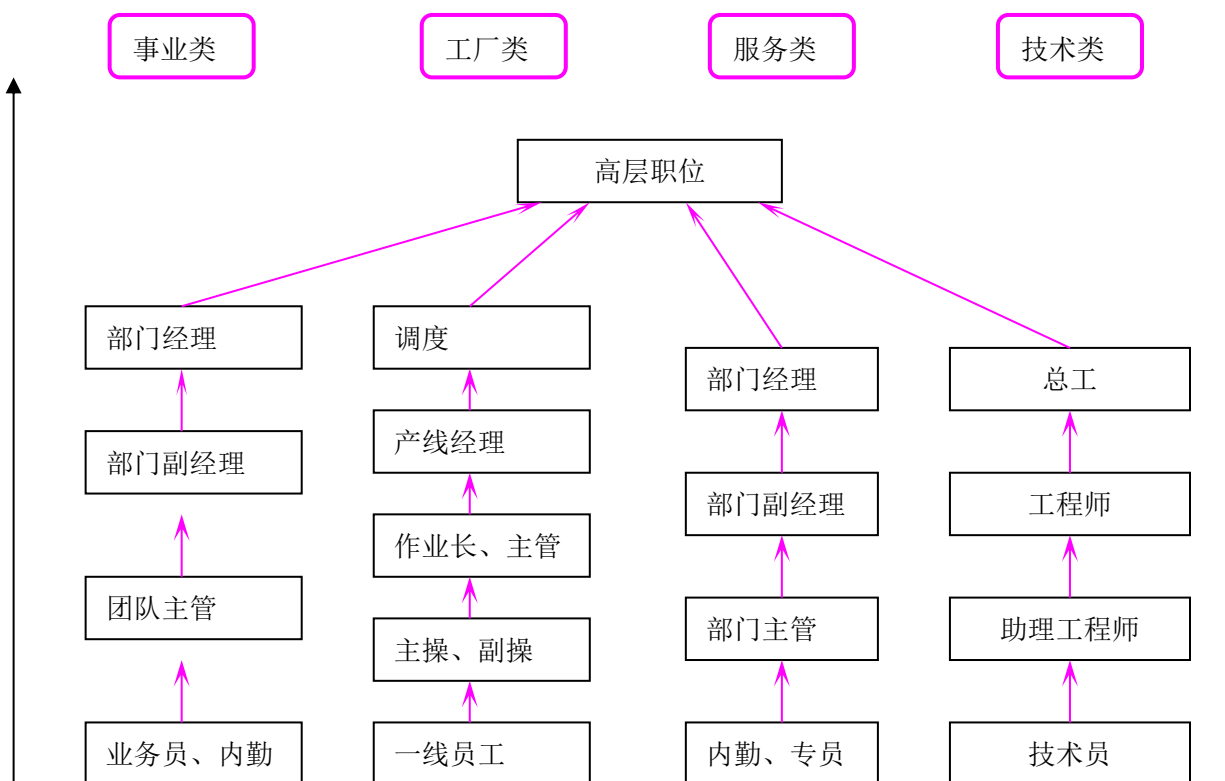 事业类
工厂类
服务类
技术类
高层职位
部门经理
调度
部门经理
总工
产线经理
部门副经理
部门副经理
工程师
作业长、主管
团队主管
部门主管
助理工程师
主操、副操
业务员、内勤
一线员工
内勤、专员
技术员